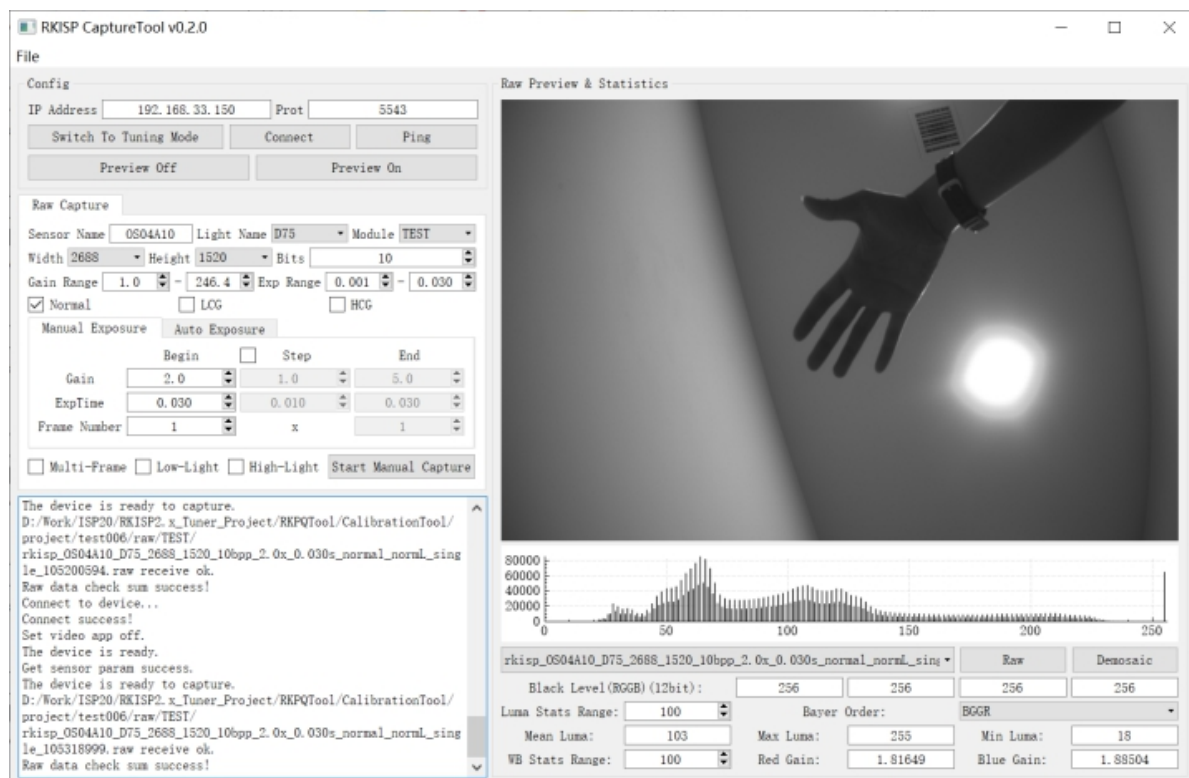 RKISP CaptureTool v0.2.0
File
Config
IP Address 192.168.33.150 Prot 5543
Switch To Tuning Mode Connect Ping
Preview Off Preview On
Raw Capture
Sensor Name OS04A10 Light Name D75 Module TEST
Width 2688 Height 1520 Bits 10
Gain Range 1.0 - 246.4 Exp Range 0.001 - 0.030
Normal LCG HCG
Manual Exposure Auto Exposure
Begin Step End
Gain 2.0 1.0 5.0
ExpTime 0.030 0.010 0.030
Frame Number 1 x 1
Multi-Frame Low-Light High-Light Start Manual Capture
The device is ready to capture.
D:/Work/ISP20/RKISP2.x_Tuner_Project/RKPQTool/CalibrationTool/
project/test006/raw/TEST/
rkisp_OS04A10_D75_2688_1520_10bpp_2.0x_0.030s_normal_normL_sing
le_105200594.raw receive ok.
Raw data check sum success!
Connect to device...
Connect success!
Set video app off.
The device is ready.
Get sensor param success.
The device is ready to capture.
D:/Work/ISP20/RKISP2.x_Tuner_Project/RKPQTool/CalibrationTool/
project/test006/raw/TEST/
rkisp_OS04A10_D75_2688_1520_10bpp_2.0x_0.030s_normal_normL_sing
le_105318999.raw receive ok.
Raw data check sum success!
Raw Preview & Statistics
80000
60000
40000
20000
0
0 50 100 150 200 250
rkisp_OS04A10_D75_2688_1520_10bpp_2.0x_0.030s_normal_normL_sing Raw Demosaic
Black Level(RGGB)(12bit): 256 256 256 256
Luma Stats Range: 100 Bayer Order: BGGR
Mean Luma: 103 Max Luma: 255 Min Luma: 18
WB Stats Range: 100 Red Gain: 1.81649 Blue Gain: 1.88504